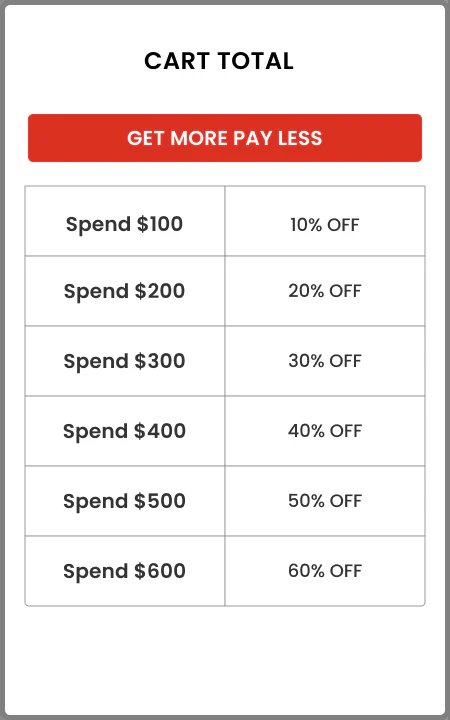 CART TOTAL
GET MORE PAY LESS
Spend $100 10% OFF
Spend $200 20% OFF
Spend $300 30% OFF
Spend $400 40% OFF
Spend $500 50% OFF
Spend $600 60% OFF